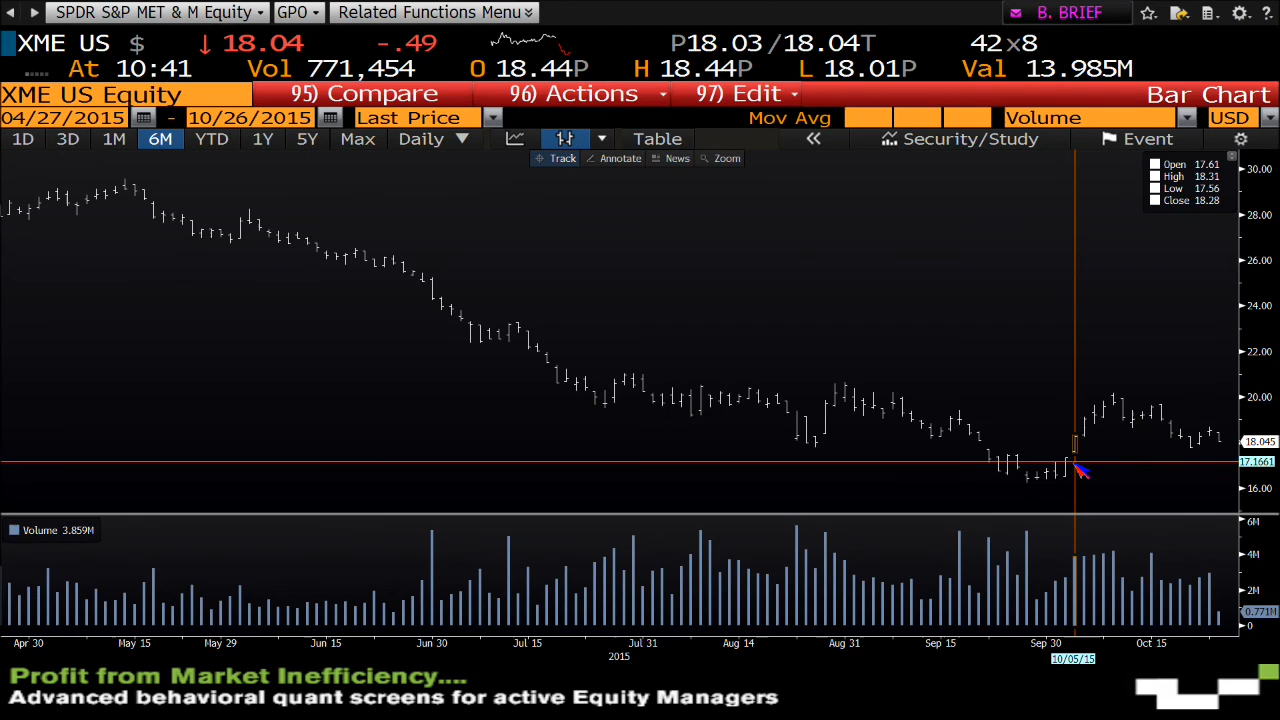 SPDR S&P MET & M Equity GPO Related Functions Menu B. BRIEF
XME US $ ↓ 18.04 -.49 P18.03/18.04T 42x8
At 10:41 Vol 771,454 O 18.44P H 18.44P L 18.01P Val 13.985M
XME US Equity 95) Compare 96) Actions 97) Edit Bar Chart
04/27/2015 - 10/26/2015 Last Price Mov Avg Volume USD
1D 3D 1M 6M YTD 1Y 5Y Max Daily Table Security/Study Event
Track Annotate News Zoom
Open 17.61
High 18.31
Low 17.56
Close 18.28
30.00
28.00
26.00
24.00
22.00
20.00
18.045
17.1661
16.00
Volume 3.859M
6M
4M
2M
0.771M
0
Apr 30 May 15 May 29 Jun 15 Jun 30 Jul 15 Jul 31 Aug 14 Aug 31 Sep 15 Sep 30 Oct 15
2015 10/05/15
Profit from Market Inefficiency....
Advanced behavioral quant screens for active Equity Managers